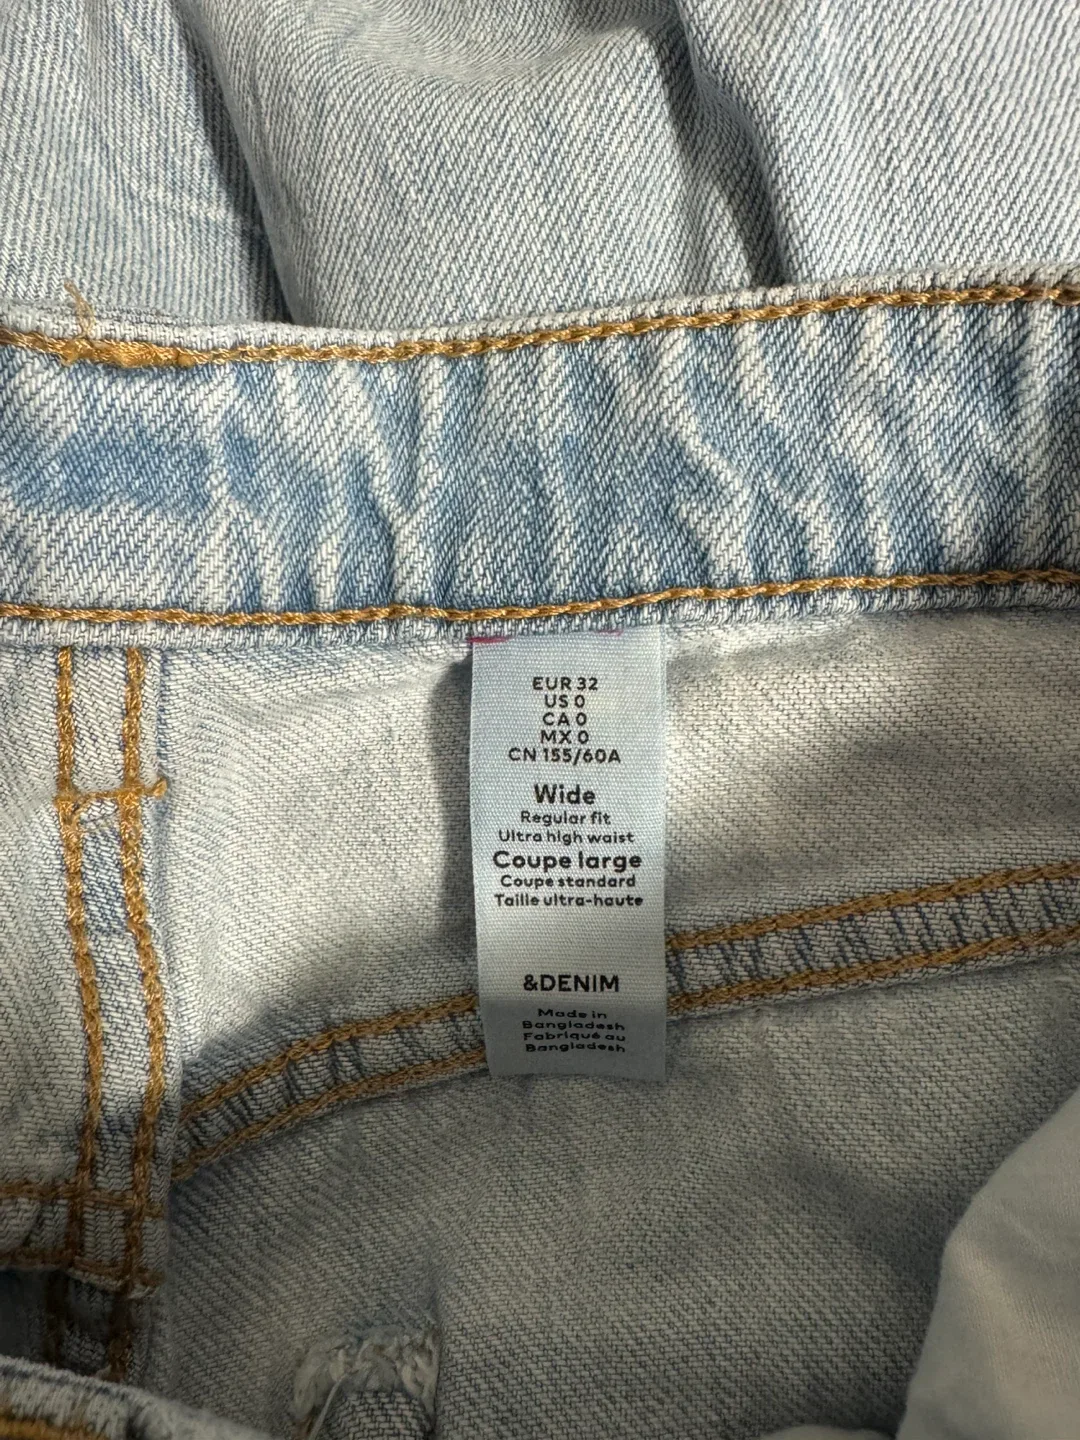 EUR 32
US 0
CA 0
MX 0
CN 155/60A
Wide
Regular fit
Ultra high waist
Coupe large
Coupe standard
Taille ultra-haute
&DENIM
Made in
Bangladesh
Fabriqué au
Bangladesh